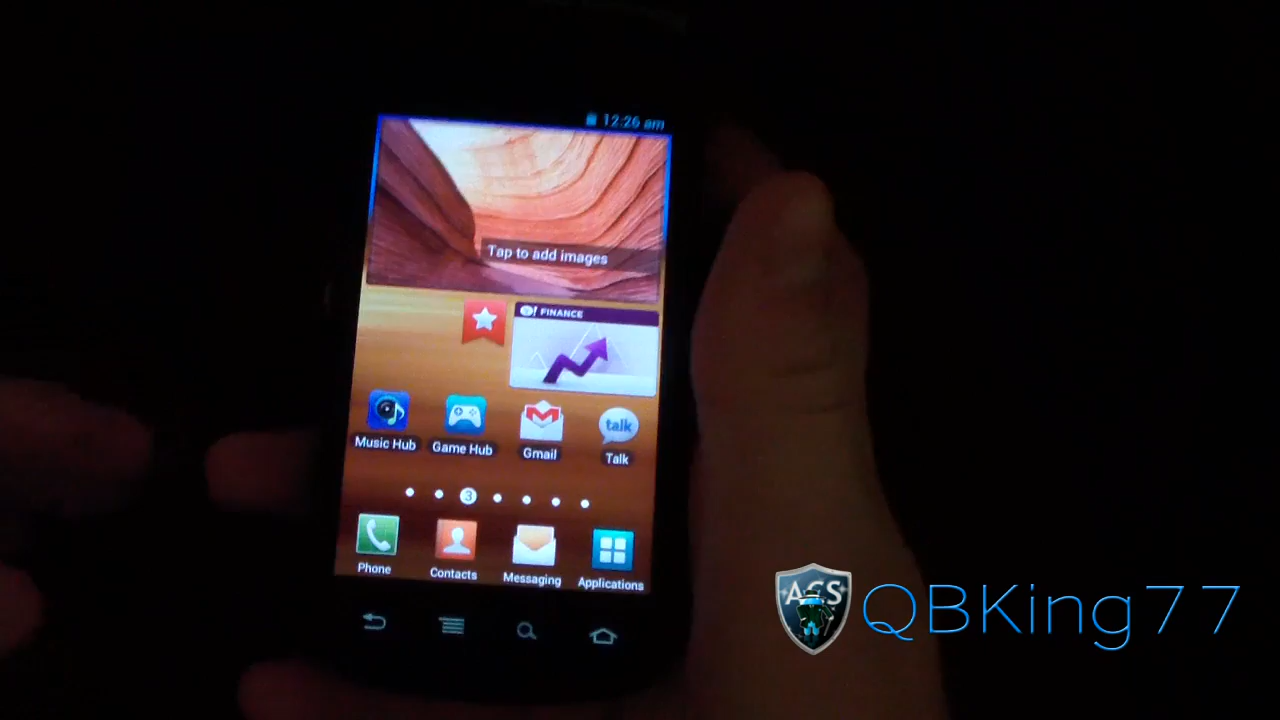 12:26 am
Tap to add images
Y! FINANCE
talk
Music Hub
Game Hub
Gmail
Talk
3
Phone
Contacts
Messaging
Applications
ACS
QBKing77